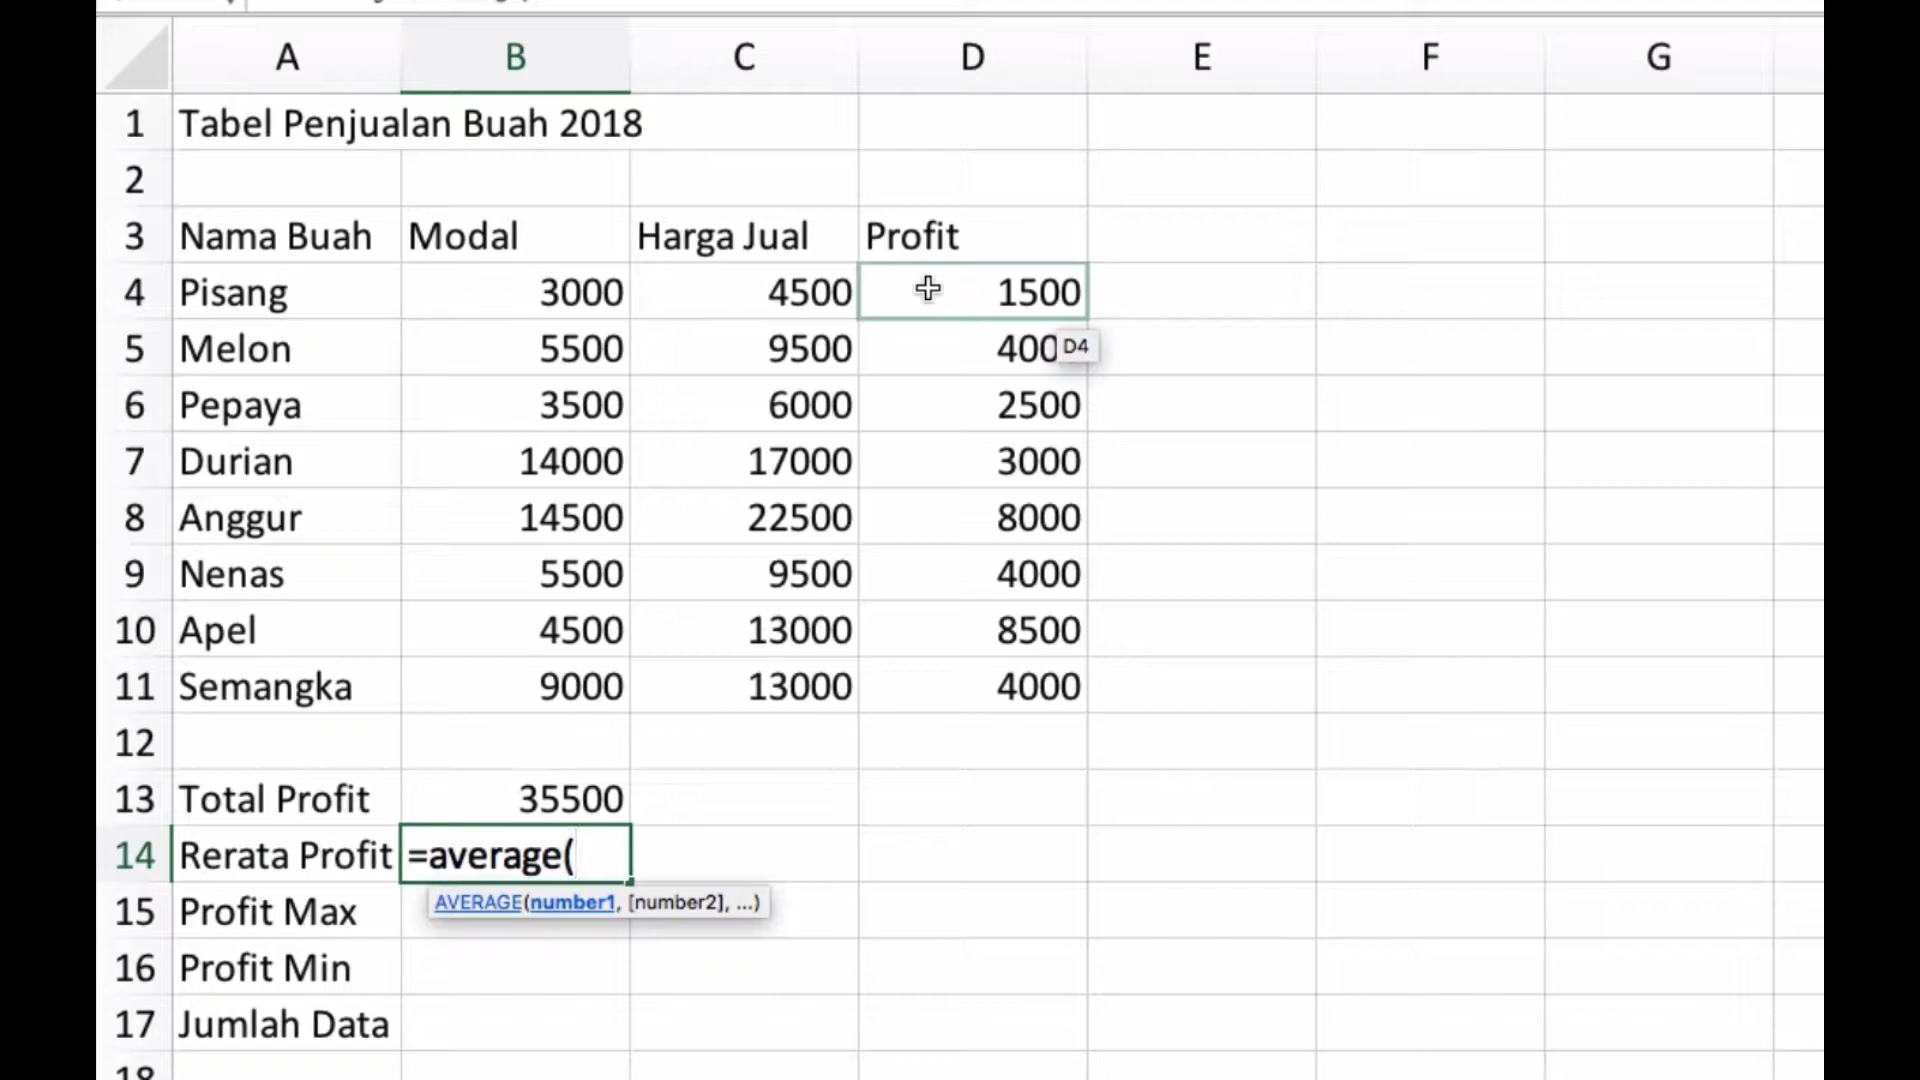 A B C D E F G
1 Tabel Penjualan Buah 2018
2
3 Nama Buah Modal Harga Jual Profit
4 Pisang 3000 4500 1500
5 Melon 5500 9500 400 D4
6 Pepaya 3500 6000 2500
7 Durian 14000 17000 3000
8 Anggur 14500 22500 8000
9 Nenas 5500 9500 4000
10 Apel 4500 13000 8500
11 Semangka 9000 13000 4000
12
13 Total Profit 35500
14 Rerata Profit =average(
AVERAGE(number1, [number2], ...)
15 Profit Max
16 Profit Min
17 Jumlah Data
18